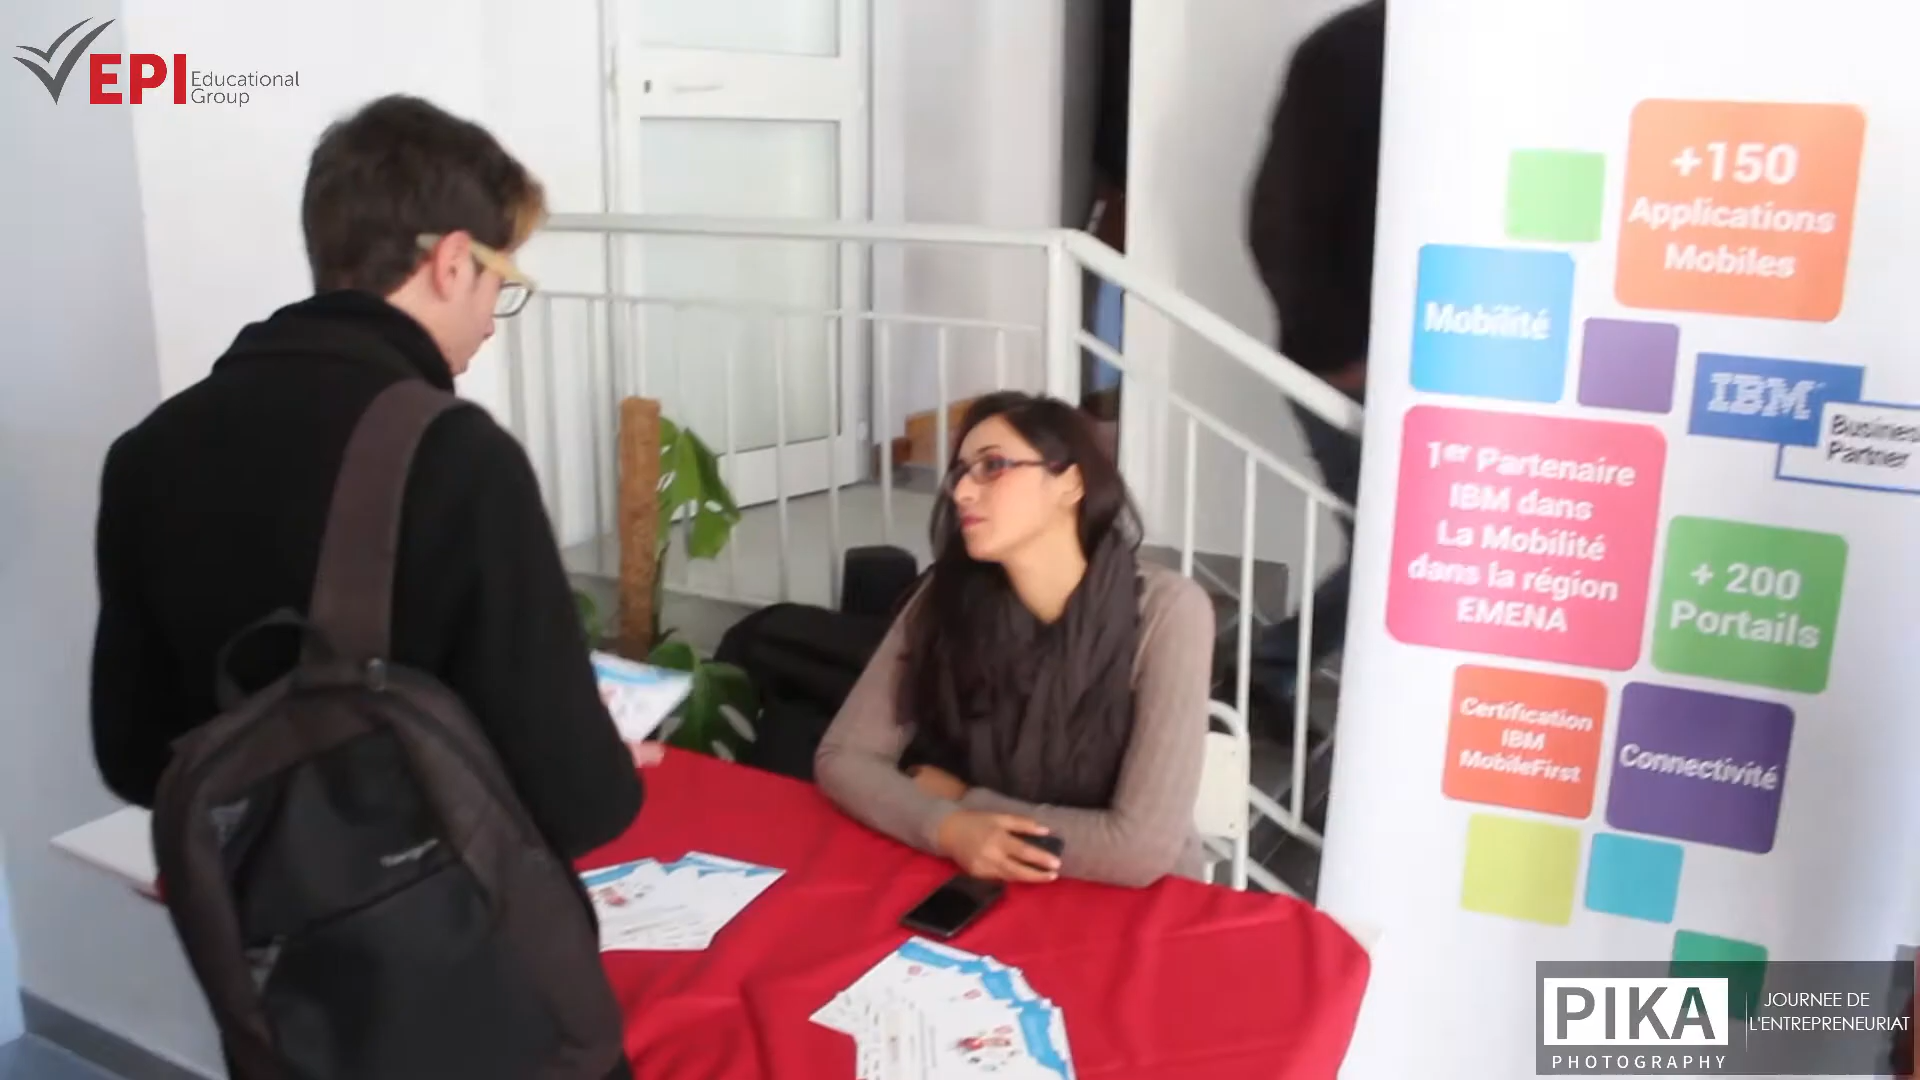 EPI Educational
Group
+150
Applications
Mobiles
Mobilité
IBM
Business
Partner
1er Partenaire
IBM dans
La Mobilité
dans la région
EMENA
+ 200
Portails
Certification
IBM
MobileFirst
Connectivité
PIKA
PHOTOGRAPHY
JOURNEE DE
L'ENTREPRENEURIAT